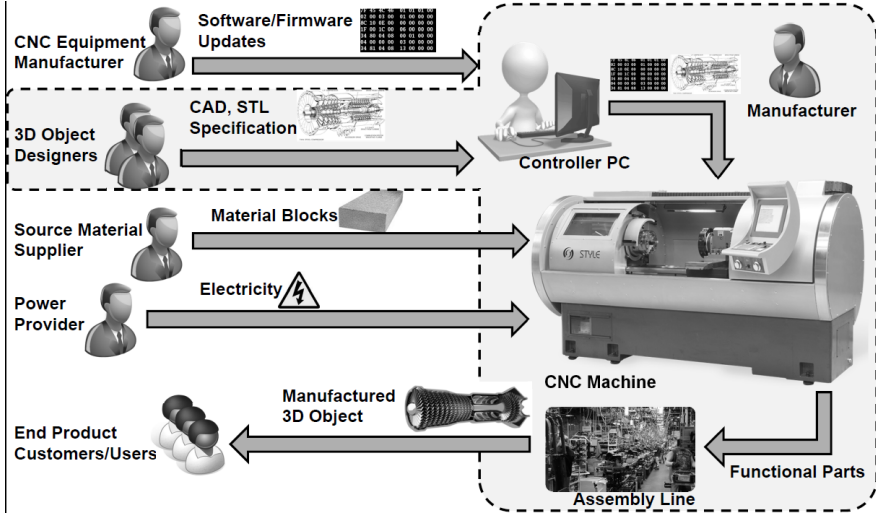 CNC Equipment
Manufacturer
Software/Firmware
Updates
Manufacturer
3D Object
Designers
CAD, STL
Specification
Controller PC
Source Material
Supplier
Material Blocks
STYLE
Power
Provider
Electricity
CNC Machine
End Product
Customers/Users
Manufactured
3D Object
Assembly Line
Functional Parts